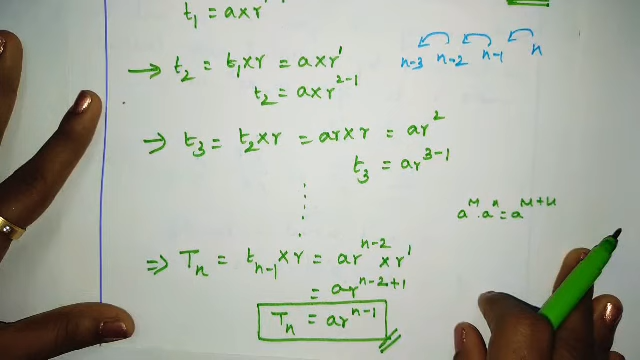 t₁ = a×r
→ t₂ = t₁×r = a×r¹
n-3 n-2 n-1 n
t₂ = a×r²⁻¹
→ t₃ = t₂×r = ar×r = ar²
t₃ = ar³⁻¹
aᴹ·aⁿ = aᴹ⁺ᴺ
⇒ Tₙ = tₙ₋₁×r = arⁿ⁻² × r¹
= arⁿ⁻²⁺¹
Tₙ = arⁿ⁻¹